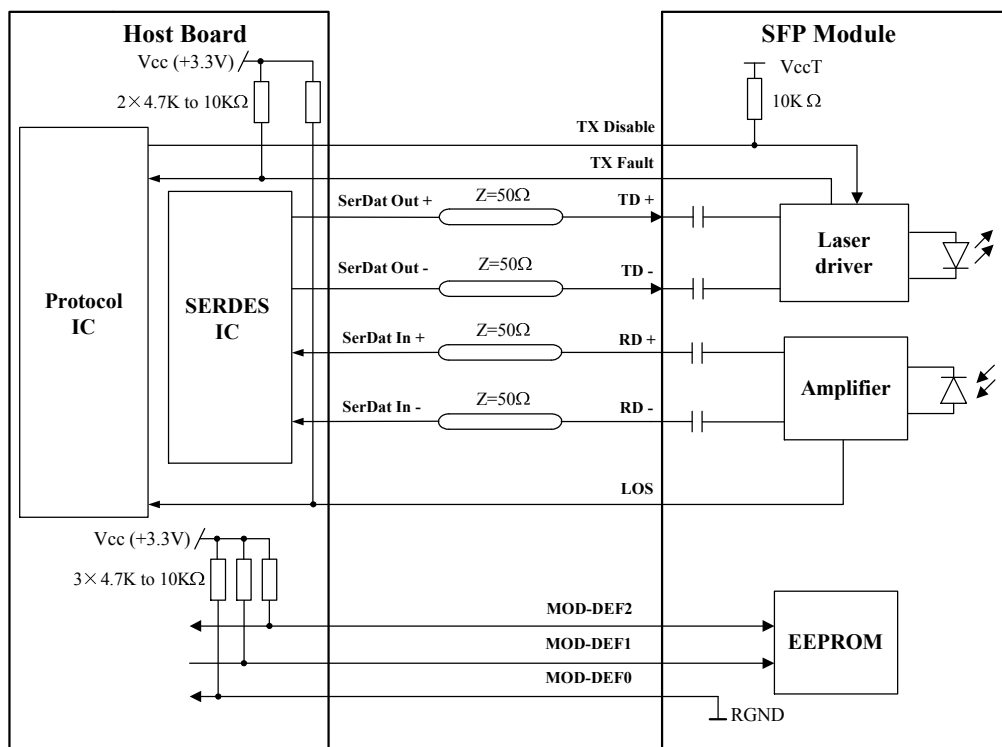 Host Board
SFP Module
Vcc (+3.3V)
VccT
2×4.7K to 10KΩ
10K Ω
TX Disable
TX Fault
SerDat Out +
Z=50Ω
TD +
Laser
driver
SerDat Out -
Z=50Ω
TD -
Protocol
IC
SERDES
IC
SerDat In +
Z=50Ω
RD +
Amplifier
SerDat In -
Z=50Ω
RD -
LOS
Vcc (+3.3V)
3×4.7K to 10KΩ
MOD-DEF2
EEPROM
MOD-DEF1
MOD-DEF0
RGND